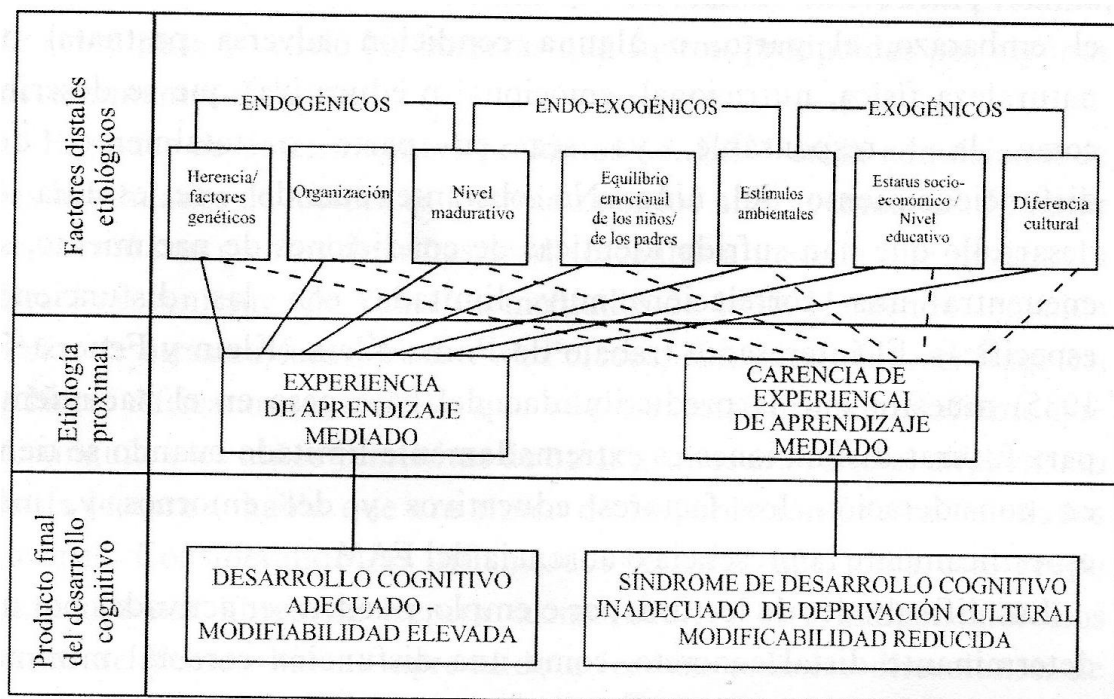 Factores distales
etiológicos
ENDOGÉNICOS
ENDO-EXOGÉNICOS
EXOGÉNICOS
Herencia/
factores
genéticos
Organización
Nivel
madurativo
Equilíbrio
emocional
de los niños/
de los padres
Estímulos
ambientales
Estatus socio-
económico /
Nivel
educativo
Diferencia
cultural
Etiología
proximal
EXPERIENCIA
DE APRENDIZAJE
MEDIADO
CARENCIA DE
EXPERIENCAI
DE APRENDIZAJE
MEDIADO
Producto final
del desarrollo
cognitivo
DESARROLLO COGNITIVO
ADECUADO -
MODIFIABILIDAD ELEVADA
SÍNDROME DE DESARROLLO COGNITIVO
INADECUADO DE DEPRIVACIÓN CULTURAL
MODIFICABILIDAD REDUCIDA